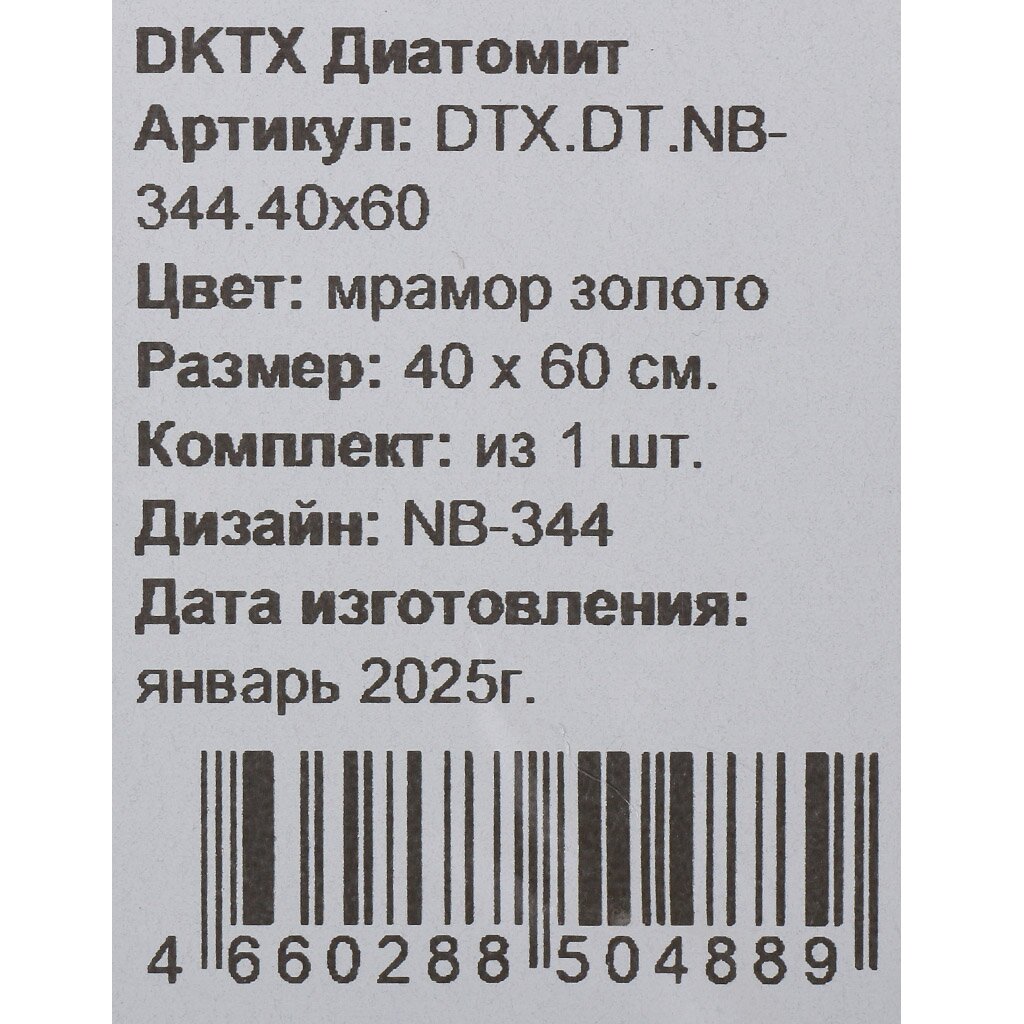 DKTX Диатомит
Артикул: DTX.DT.NB-
344.40x60
Цвет: мрамор золото
Размер: 40 х 60 см.
Комплект: из 1 шт.
Дизайн: NB-344
Дата изготовления:
январь 2025г.
4 660288 504889